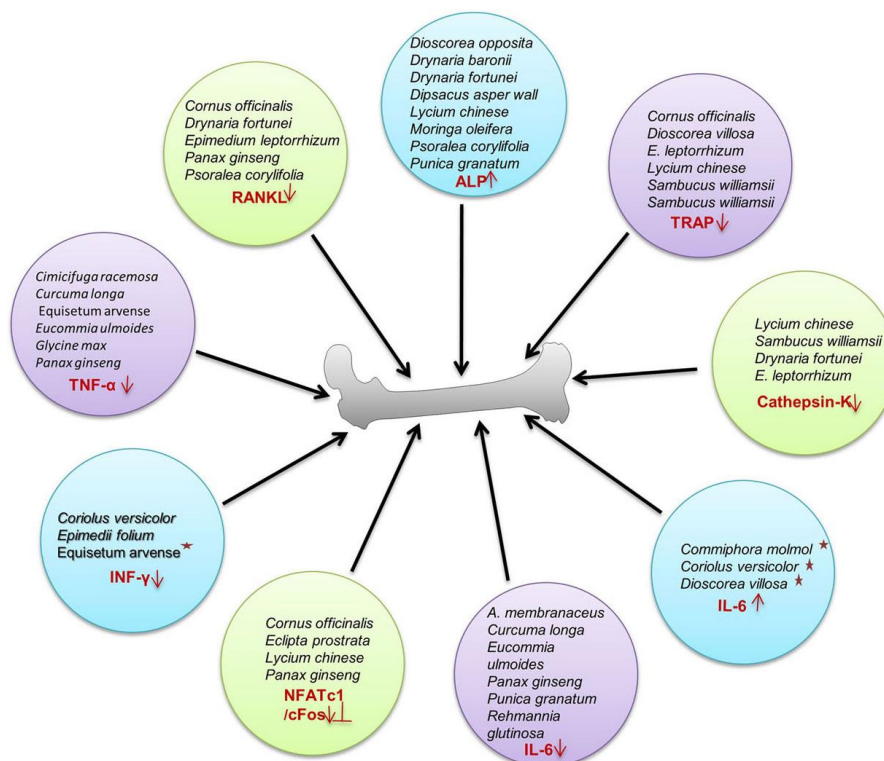 Dioscorea opposita
Drynaria baronii
Drynaria fortunei
Dipsacus asper wall
Lycium chinese
Moringa oleifera
Psoralea corylifolia
Punica granatum
ALP↑
Cornus officinalis
Drynaria fortunei
Epimedium leptorrhizum
Panax ginseng
Psoralea corylifolia
RANKL↓
Cornus officinalis
Dioscorea villosa
E. leptorrhizum
Lycium chinese
Sambucus williamsii
Sambucus williamsii
TRAP↓
Cimicifuga racemosa
Curcuma longa
Equisetum arvense
Eucommia ulmoides
Glycine max
Panax ginseng
TNF-α ↓
Lycium chinese
Sambucus williamsii
Drynaria fortunei
E. leptorrhizum
Cathepsin-K↓
Coriolus versicolor
Epimedii folium
Equisetum arvense★
INF-γ↓
Commiphora molmol ★
Coriolus versicolor★
Dioscorea villosa ★
IL-6 ↑
Cornus officinalis
Eclipta prostrata
Lycium chinese
Panax ginseng
NFATc1
/cFos↓⊥
A. membranaceus
Curcuma longa
Eucommia
ulmoides
Panax ginseng
Punica granatum
Rehmannia
glutinosa
IL-6↓